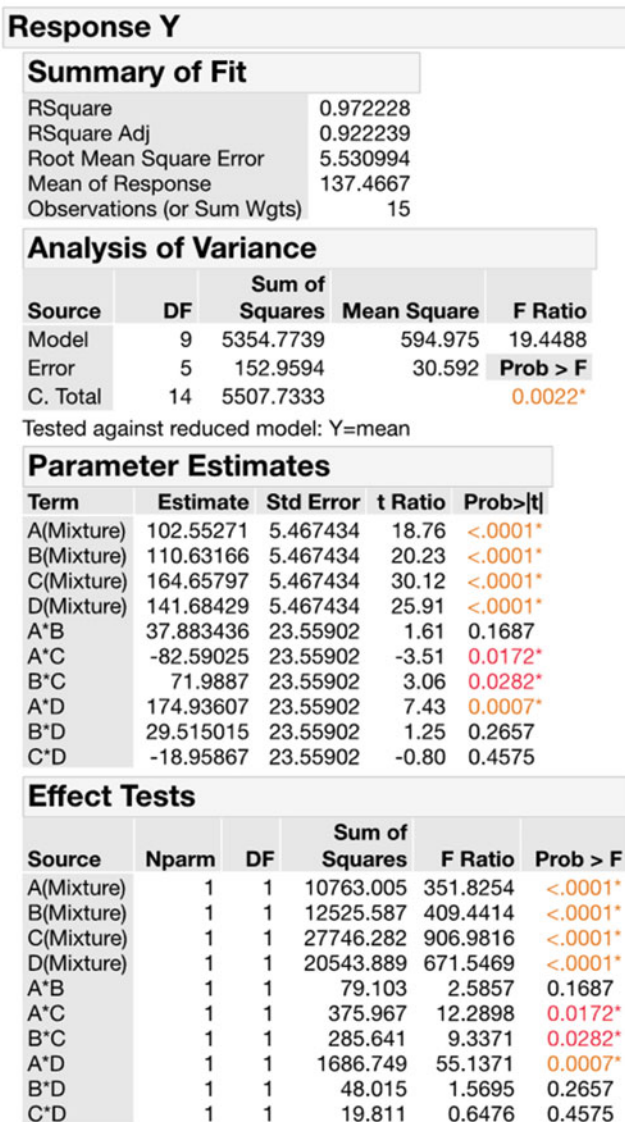 Response Y
Summary of Fit
RSquare 0.972228
RSquare Adj 0.922239
Root Mean Square Error 5.530994
Mean of Response 137.4667
Observations (or Sum Wgts) 15
Analysis of Variance
Sum of
Source DF Squares Mean Square F Ratio
Model 9 5354.7739 594.975 19.4488
Error 5 152.9594 30.592 Prob > F
C. Total 14 5507.7333 0.0022*
Tested against reduced model: Y=mean
Parameter Estimates
Term Estimate Std Error t Ratio Prob>|t|
A(Mixture) 102.55271 5.467434 18.76 <.0001*
B(Mixture) 110.63166 5.467434 20.23 <.0001*
C(Mixture) 164.65797 5.467434 30.12 <.0001*
D(Mixture) 141.68429 5.467434 25.91 <.0001*
A*B 37.883436 23.55902 1.61 0.1687
A*C -82.59025 23.55902 -3.51 0.0172*
B*C 71.9887 23.55902 3.06 0.0282*
A*D 174.93607 23.55902 7.43 0.0007*
B*D 29.515015 23.55902 1.25 0.2657
C*D -18.95867 23.55902 -0.80 0.4575
Effect Tests
Sum of
Source Nparm DF Squares F Ratio Prob > F
A(Mixture) 1 1 10763.005 351.8254 <.0001*
B(Mixture) 1 1 12525.587 409.4414 <.0001*
C(Mixture) 1 1 27746.282 906.9816 <.0001*
D(Mixture) 1 1 20543.889 671.5469 <.0001*
A*B 1 1 79.103 2.5857 0.1687
A*C 1 1 375.967 12.2898 0.0172*
B*C 1 1 285.641 9.3371 0.0282*
A*D 1 1 1686.749 55.1371 0.0007*
B*D 1 1 48.015 1.5695 0.2657
C*D 1 1 19.811 0.6476 0.4575